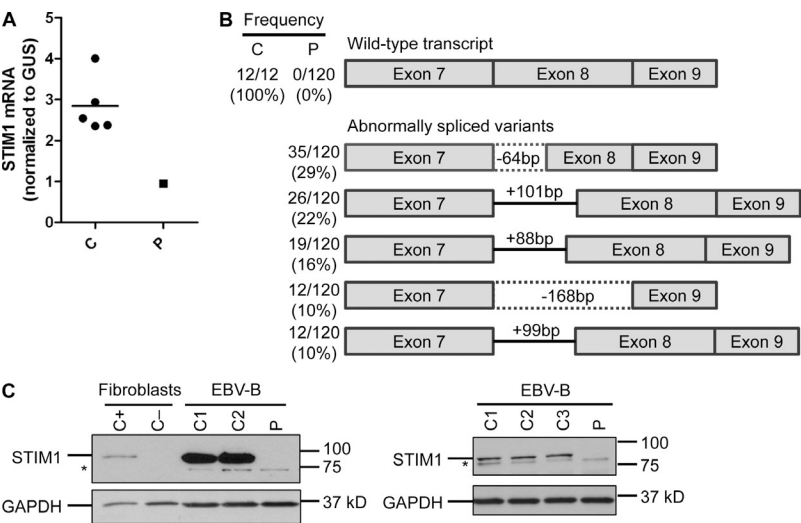 A
STIM1 mRNA
(normalized to GUS)
5
4
3
2
1
0
C
P
B
Frequency
C P
12/12 0/120
(100%) (0%)
Wild-type transcript
Exon 7 Exon 8 Exon 9
Abnormally spliced variants
35/120
(29%)
Exon 7 -64bp Exon 8 Exon 9
26/120
(22%)
Exon 7 +101bp Exon 8 Exon 9
19/120
(16%)
Exon 7 +88bp Exon 8 Exon 9
12/120
(10%)
Exon 7 -168bp Exon 9
12/120
(10%)
Exon 7 +99bp Exon 8 Exon 9
C
Fibroblasts EBV-B
C+ C– C1 C2 P
STIM1
*
100
75
GAPDH
37 kD
EBV-B
C1 C2 C3 P
STIM1
*
100
75
GAPDH
37 kD